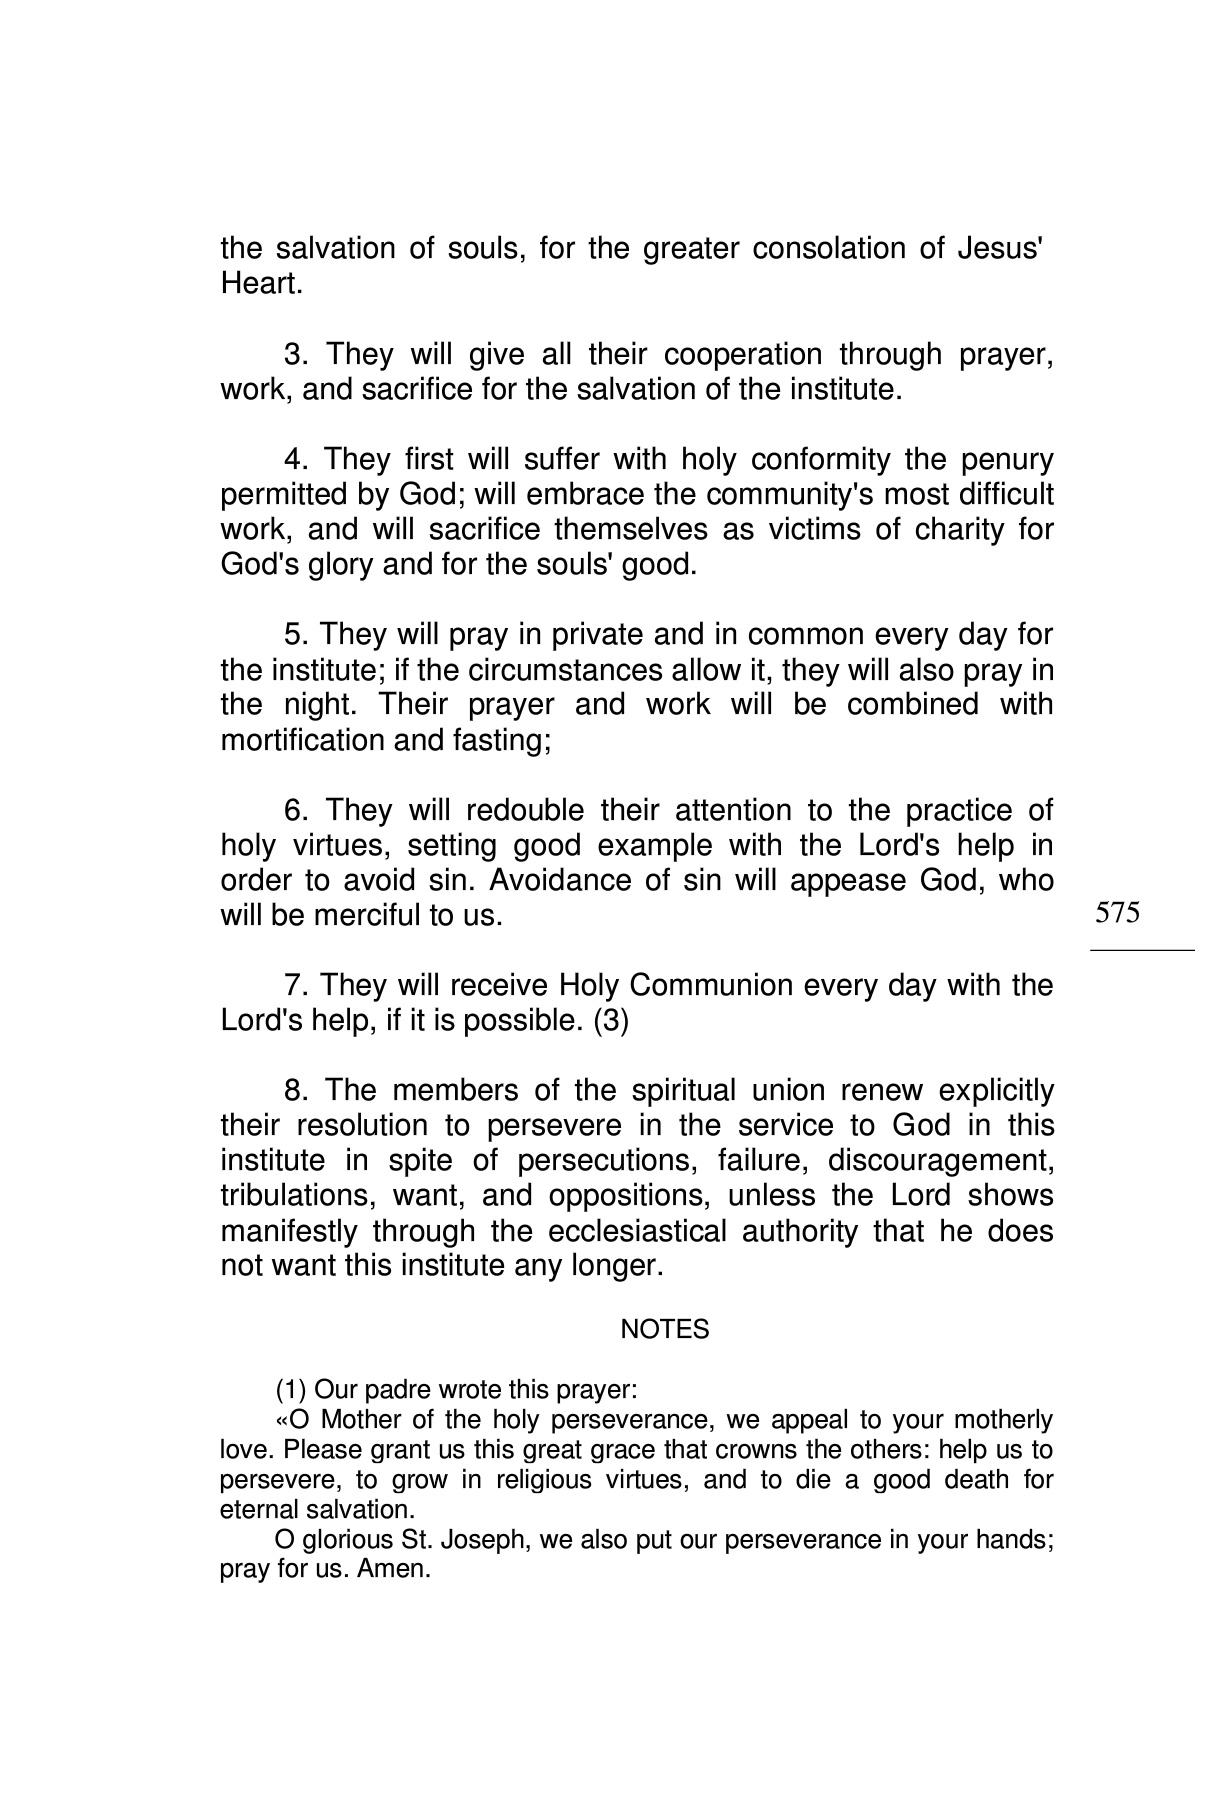 the salvation of souls, for the greater consolation of Jesus'
Heart.
3. They will give all their cooperation through prayer,
work, and sacrifice for the salvation of the institute.
4. They first will suffer with holy conformity the penury
permitted by God; will embrace the community's most difficult
work, and will sacrifice themselves as victims of charity for
God's glory and for the souls' good.
5. They will pray in private and in common every day for
the institute; if the circumstances allow it, they will also pray in
the night. Their prayer and work will be combined with
mortification and fasting;
6. They will redouble their attention to the practice of
holy virtues, setting good example with the Lord's help in
order to avoid sin. Avoidance of sin will appease God, who
will be merciful to us.
575
7. They will receive Holy Communion every day with the
Lord's help, if it is possible. (3)
8. The members of the spiritual union renew explicitly
their resolution to persevere in the service to God in this
institute in spite of persecutions, failure, discouragement,
tribulations, want, and oppositions, unless the Lord shows
manifestly through the ecclesiastical authority that he does
not want this institute any longer.
NOTES
(1) Our padre wrote this prayer:
«O Mother of the holy perseverance, we appeal to your motherly
love. Please grant us this great grace that crowns the others: help us to
persevere, to grow in religious virtues, and to die a good death for
eternal salvation.
O glorious St. Joseph, we also put our perseverance in your hands;
pray for us. Amen.